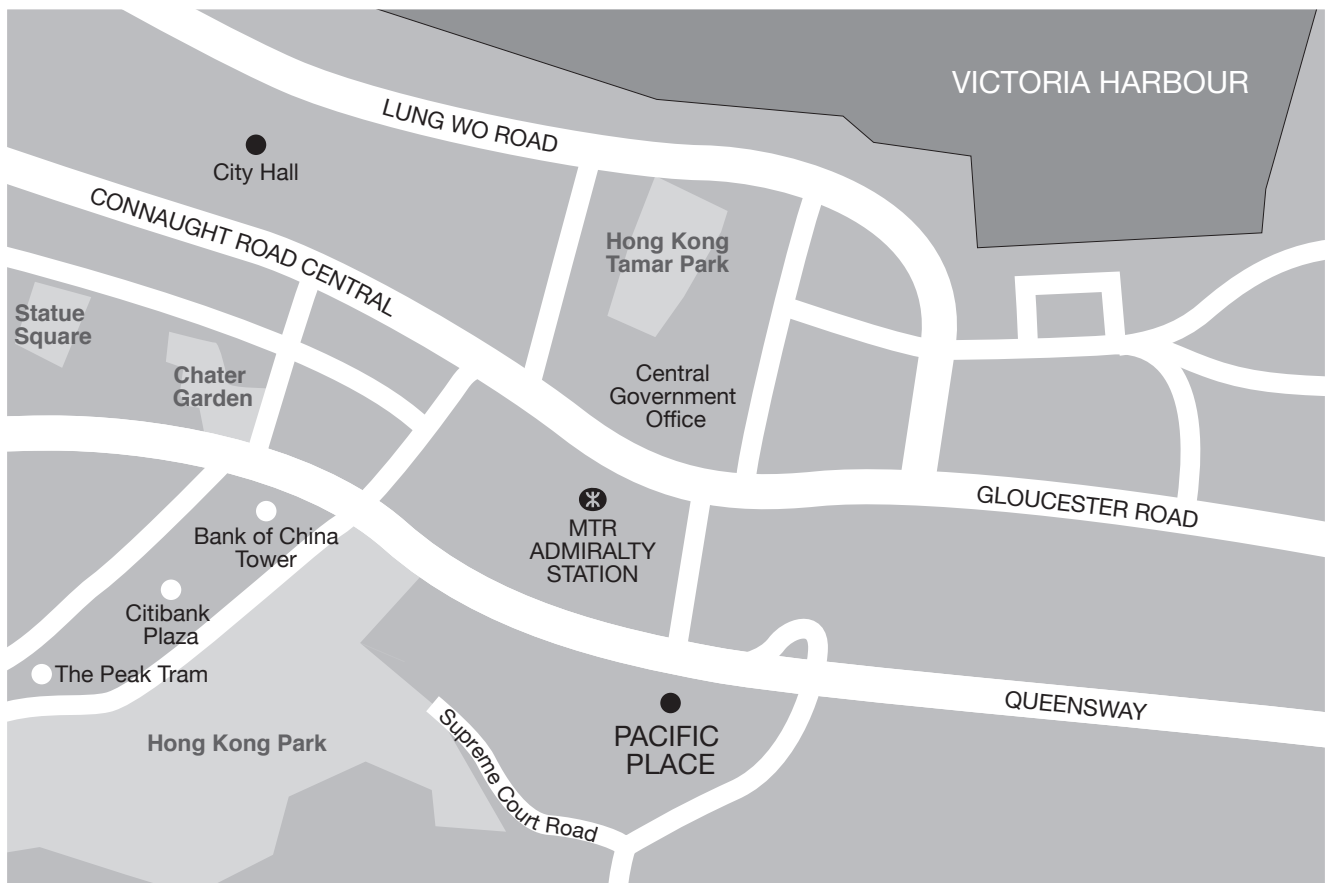 VICTORIA HARBOUR
LUNG WO ROAD
City Hall
CONNAUGHT ROAD CENTRAL
Hong Kong
Tamar Park
Statue
Square
Chater
Garden
Central
Government
Office
GLOUCESTER ROAD
MTR
ADMIRALTY
STATION
Bank of China
Tower
Citibank
Plaza
The Peak Tram
QUEENSWAY
PACIFIC
PLACE
Hong Kong Park
Supreme Court Road